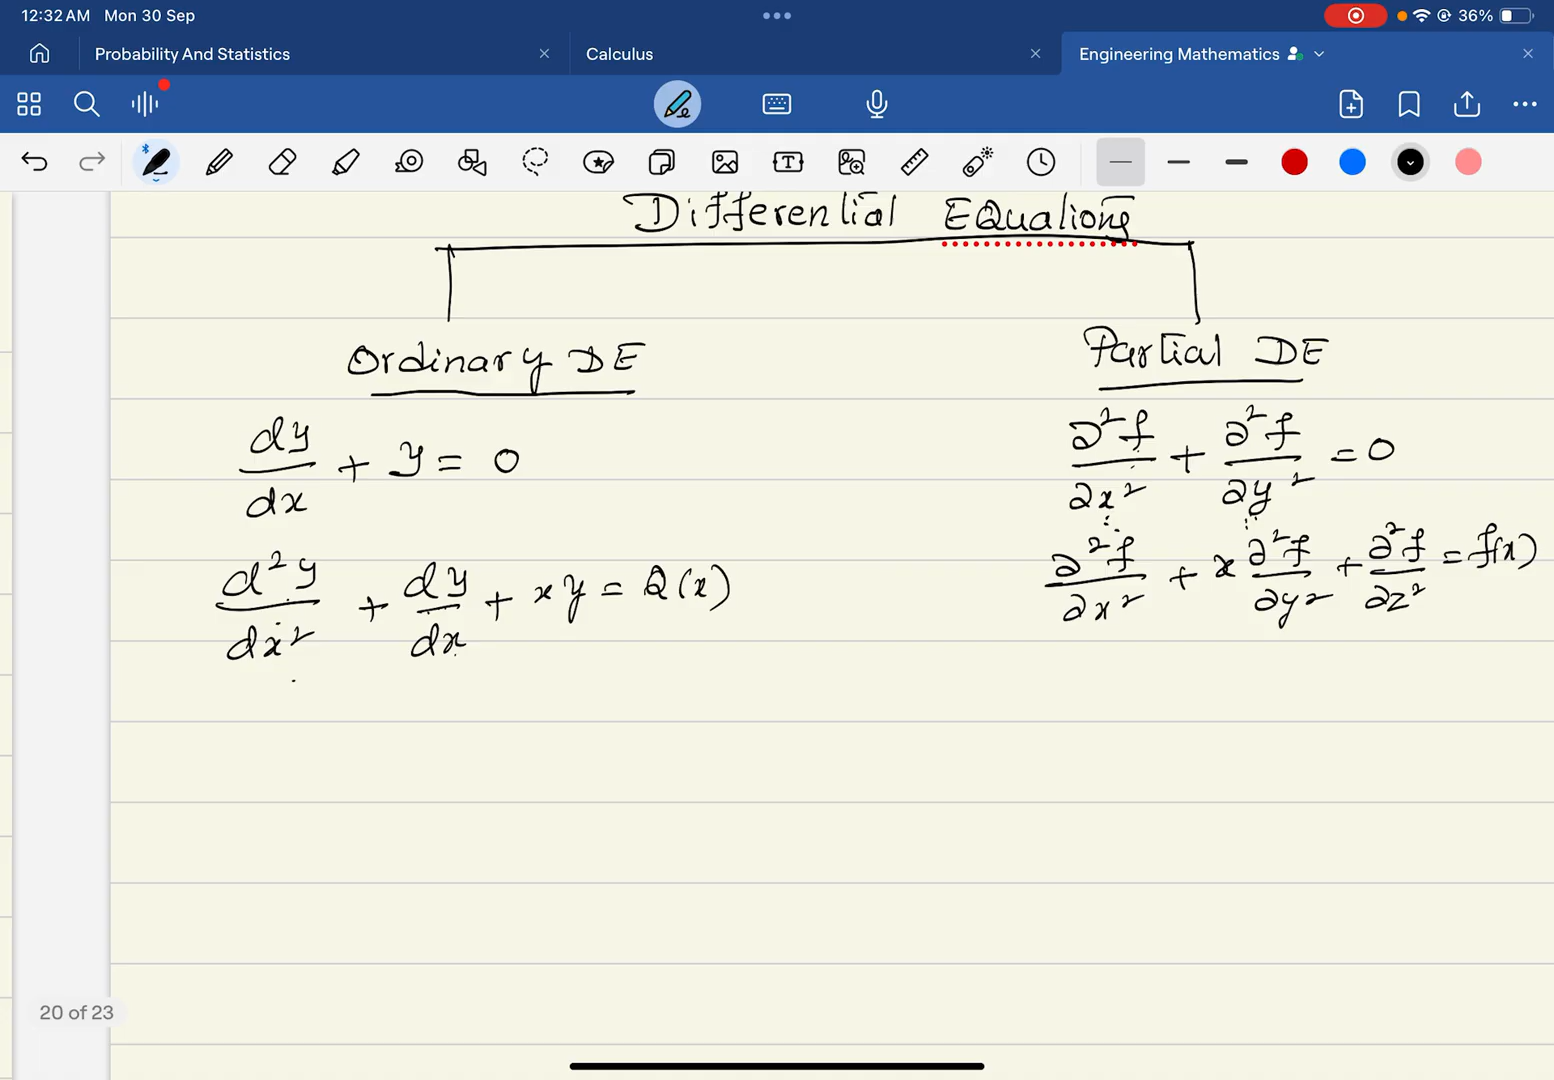 12:32 AM Mon 30 Sep
36%
Probability And Statistics
Calculus
Engineering Mathematics
Differential EQuations
Ordinary DE
Partial DE
dy/dx + y = 0
∂²f/∂x² + ∂²f/∂y² = 0
d²y/dx² + dy/dx + xy = Q(x)
∂²f/∂x² + x ∂²f/∂y² + ∂²f/∂z² = f(x)
20 of 23